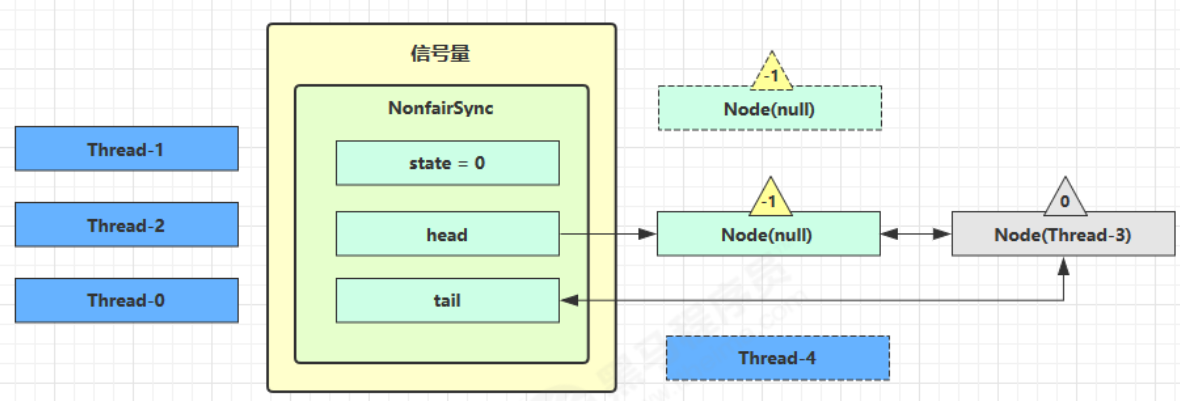 信号量
NonfairSync
state = 0
head
tail
Thread-1
Thread-2
Thread-0
-1
Node(null)
-1
Node(null)
0
Node(Thread-3)
Thread-4
黑马程序员